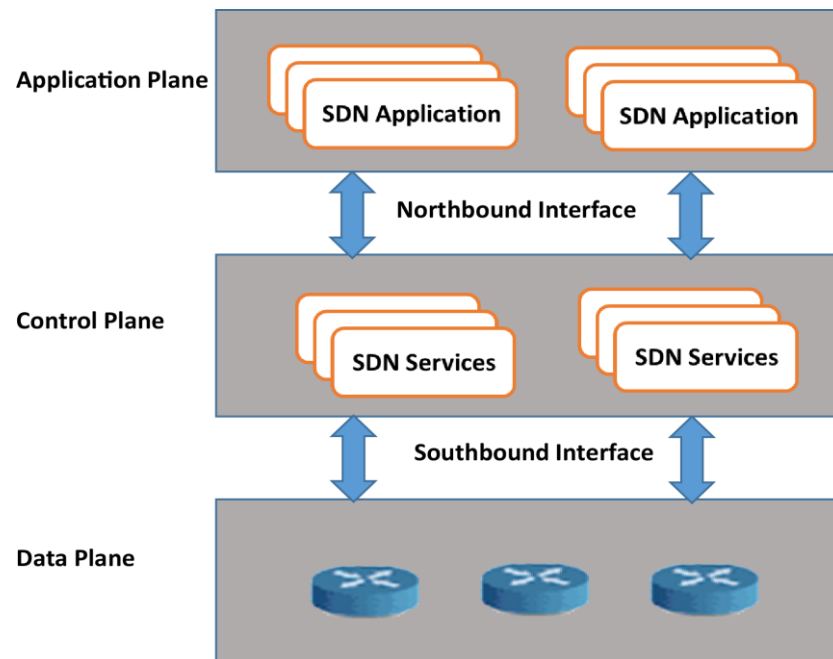 Application Plane
SDN Application
SDN Application
Northbound Interface
Control Plane
SDN Services
SDN Services
Southbound Interface
Data Plane